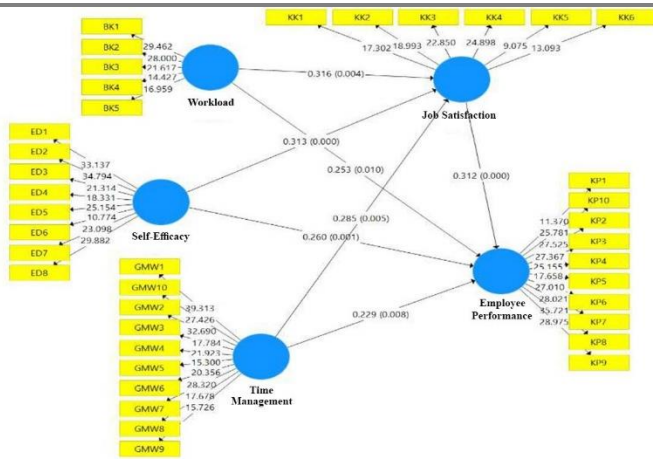 KK1
KK2
KK3
KK4
KK5
KK6
17.302
18.993
22.850
24.898
9.075
13.093
Job Satisfaction
BK1
BK2
BK3
BK4
BK5
29.462
28.000
21.617
14.427
16.959
Workload
0.316 (0.004)
0.313 (0.000)
0.253 (0.010)
0.312 (0.000)
0.285 (0.005)
0.260 (0.001)
0.229 (0.008)
ED1
ED2
ED3
ED4
ED5
ED6
ED7
ED8
33.137
34.794
21.314
18.331
25.154
10.774
23.098
29.882
Self-Efficacy
KP1
KP10
KP2
KP3
KP4
KP5
KP6
KP7
KP8
KP9
11.370
25.781
27.525
27.367
25.155
17.658
27.010
28.021
35.721
28.975
Employee
Performance
GMW1
GMW10
GMW2
GMW3
GMW4
GMW5
GMW6
GMW7
GMW8
GMW9
39.313
27.426
32.690
17.784
21.923
15.300
20.356
28.320
17.678
15.726
Time
Management